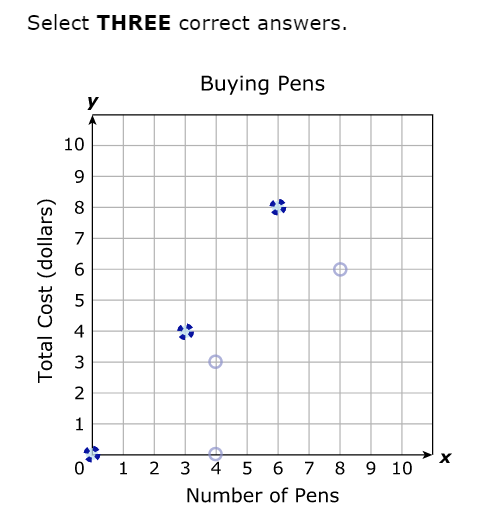 Select THREE correct answers.
Buying Pens
y
10
9
8
7
6
5
4
3
2
1
0 1 2 3 4 5 6 7 8 9 10 x
Total Cost (dollars)
Number of Pens